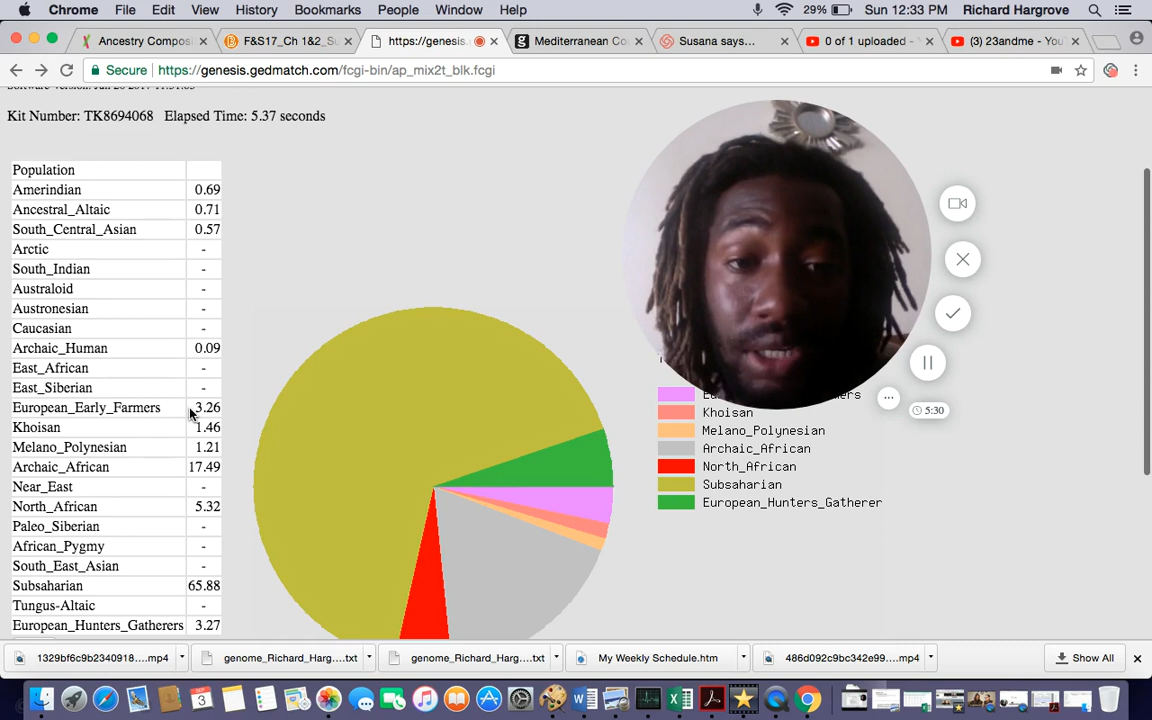 Chrome File Edit View History Bookmarks People Window Help 29% Sun 12:33 PM Richard Hargrove
Ancestry Compos
F&S17_Ch 1&2_S
https://genesis.
Mediterranean Co
Susana says...
0 of 1 uploaded -
(3) 23andme - You
Secure https://genesis.gedmatch.com/fcgi-bin/ap_mix2t_blk.fcgi
Kit Number: TK8694068 Elapsed Time: 5.37 seconds
Population
Amerindian 0.69
Ancestral_Altaic 0.71
South_Central_Asian 0.57
Arctic -
South_Indian -
Australoid -
Austronesian -
Caucasian -
Archaic_Human 0.09
East_African -
East_Siberian -
European_Early_Farmers 3.26
Khoisan 1.46
Melano_Polynesian 1.21
Archaic_African 17.49
Near_East -
North_African 5.32
Paleo_Siberian -
African_Pygmy -
South_East_Asian -
Subsaharian 65.88
Tungus-Altaic -
European_Hunters_Gatherers 3.27
Khoisan
Melano_Polynesian
Archaic_African
North_African
Subsaharian
European_Hunters_Gatherer
5:30
1329bf6c9b2340918....mp4
genome_Richard_Harg....txt
genome_Richard_Harg....txt
My Weekly Schedule.htm
486d092c9bc342e99....mp4
Show All
3